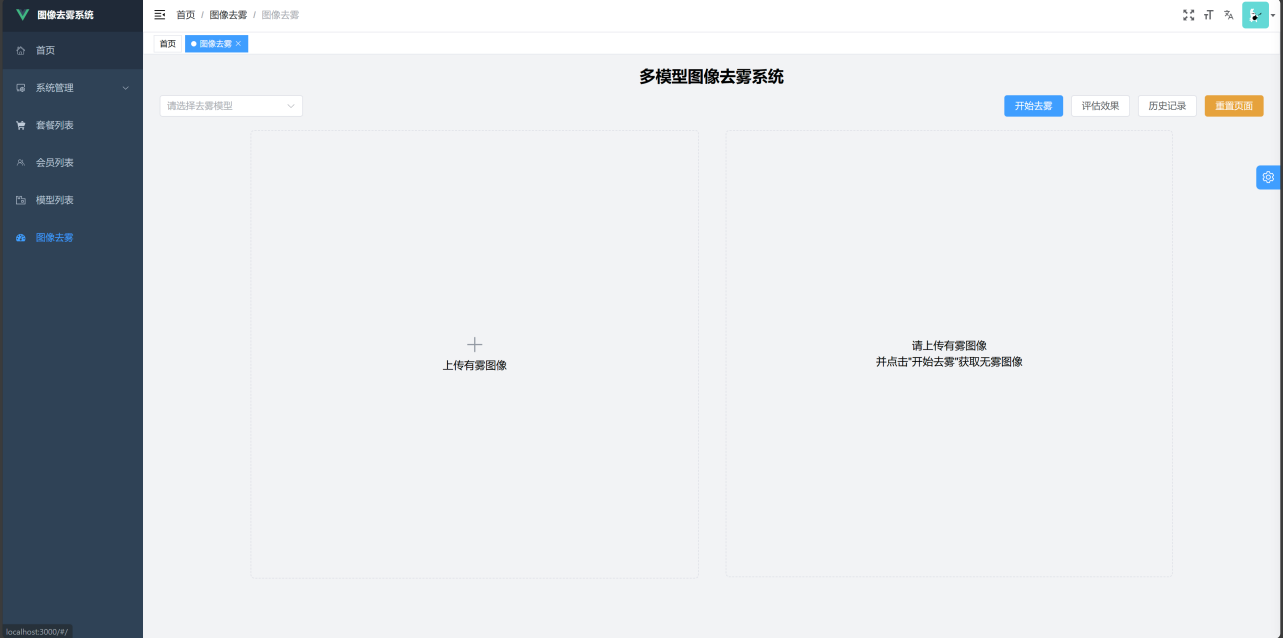 图像去雾系统
首页 / 图像去雾 / 图像去雾
首页
系统管理
套餐列表
会员列表
模型列表
图像去雾
首页
图像去雾 ×
多模型图像去雾系统
请选择去雾模型
开始去雾
评估效果
历史记录
重置页面
上传有雾图像
请上传有雾图像
并点击"开始去雾"获取无雾图像
localhost:3000/#/